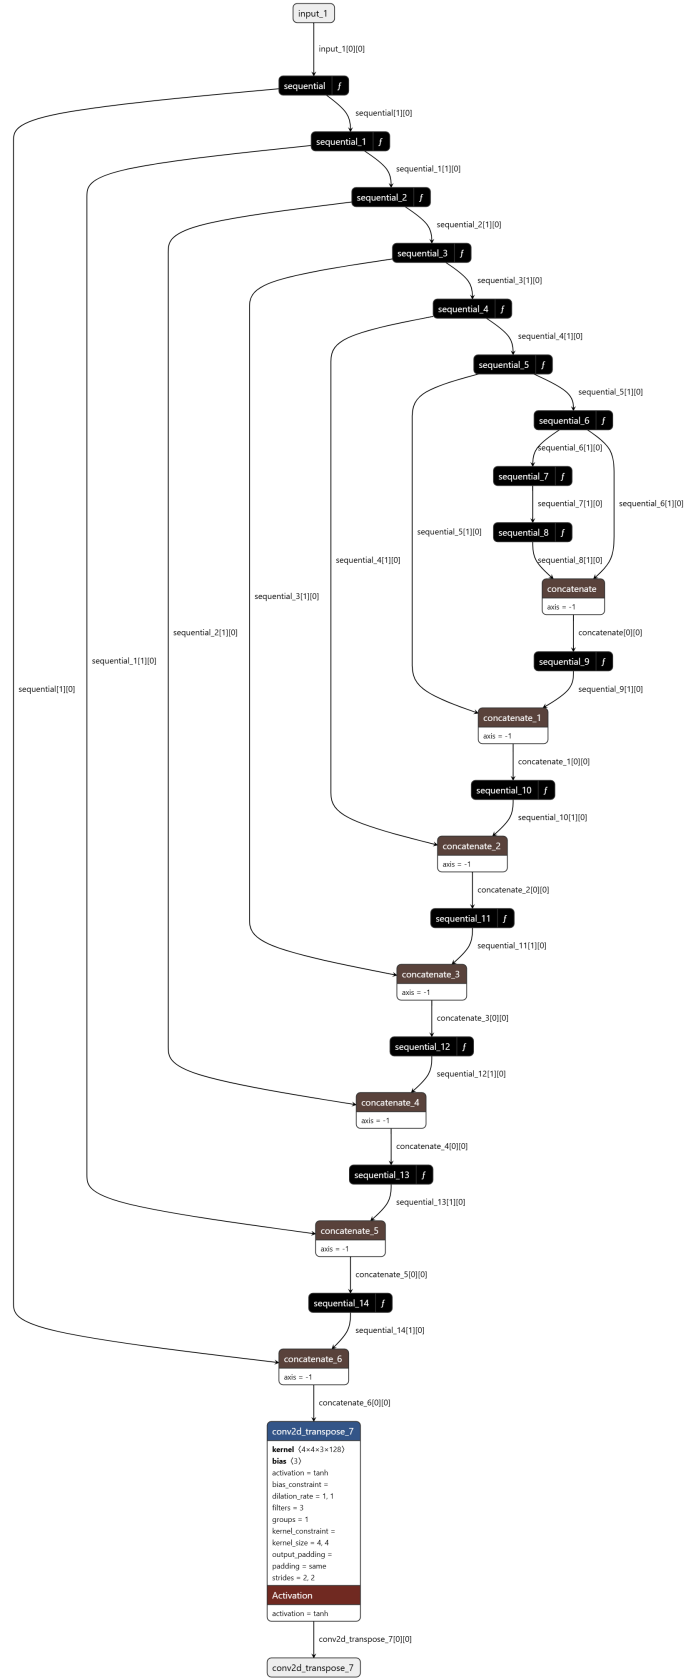 input_1
input_1[0][0]
sequential ƒ
sequential[1][0]
sequential_1 ƒ
sequential_1[1][0]
sequential_2 ƒ
sequential_2[1][0]
sequential_3 ƒ
sequential_3[1][0]
sequential_4 ƒ
sequential_4[1][0]
sequential_5 ƒ
sequential_5[1][0]
sequential_6 ƒ
sequential_6[1][0]
sequential_7 ƒ
sequential_7[1][0]
sequential_6[1][0]
sequential_8 ƒ
sequential_5[1][0]
sequential_4[1][0]
sequential_8[1][0]
concatenate
sequential_3[1][0]
axis = -1
sequential_2[1][0]
concatenate[0][0]
sequential_1[1][0]
sequential_9 ƒ
sequential[1][0]
sequential_9[1][0]
concatenate_1
axis = -1
concatenate_1[0][0]
sequential_10 ƒ
sequential_10[1][0]
concatenate_2
axis = -1
concatenate_2[0][0]
sequential_11 ƒ
sequential_11[1][0]
concatenate_3
axis = -1
concatenate_3[0][0]
sequential_12 ƒ
sequential_12[1][0]
concatenate_4
axis = -1
concatenate_4[0][0]
sequential_13 ƒ
sequential_13[1][0]
concatenate_5
axis = -1
concatenate_5[0][0]
sequential_14 ƒ
sequential_14[1][0]
concatenate_6
axis = -1
concatenate_6[0][0]
conv2d_transpose_7
kernel ⟨4×4×3×128⟩
bias ⟨3⟩
activation = tanh
bias_constraint =
dilation_rate = 1, 1
filters = 3
groups = 1
kernel_constraint =
kernel_size = 4, 4
output_padding =
padding = same
strides = 2, 2
Activation
activation = tanh
conv2d_transpose_7[0][0]
conv2d_transpose_7